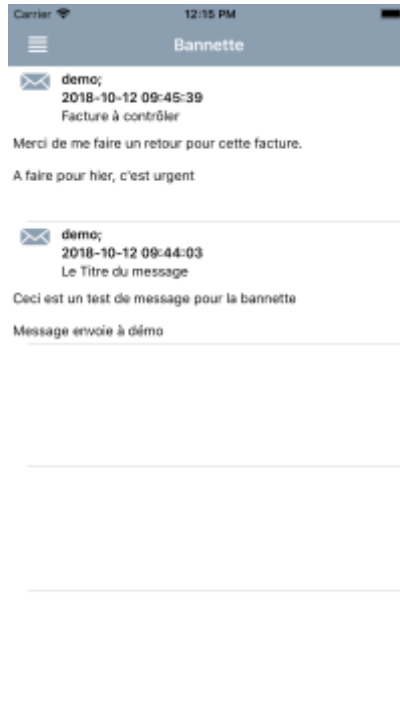 Carrier 12:15 PM
Bannette
demo;
2018-10-12 09:45:39
Facture à contrôler
Merci de me faire un retour pour cette facture.
A faire pour hier, c'est urgent
demo;
2018-10-12 09:44:03
Le Titre du message
Ceci est un test de message pour la bannette
Message envoie à démo